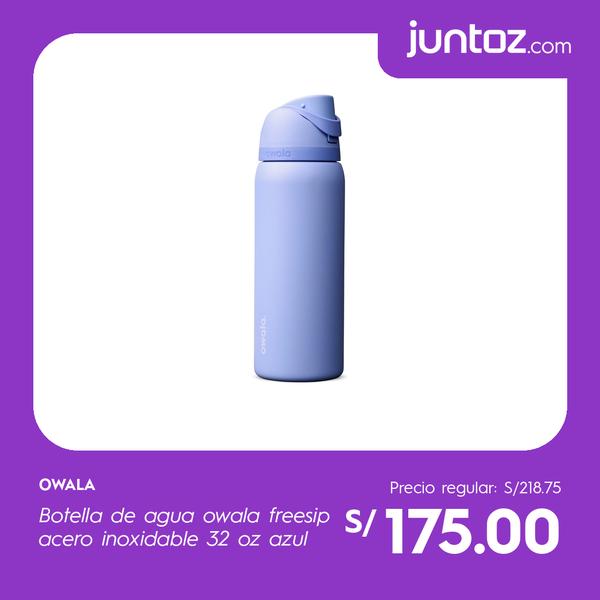 juntoz.com
owala
owala.
OWALA
Botella de agua owala freesip
acero inoxidable 32 oz azul
Precio regular: S/218.75
S/175.00